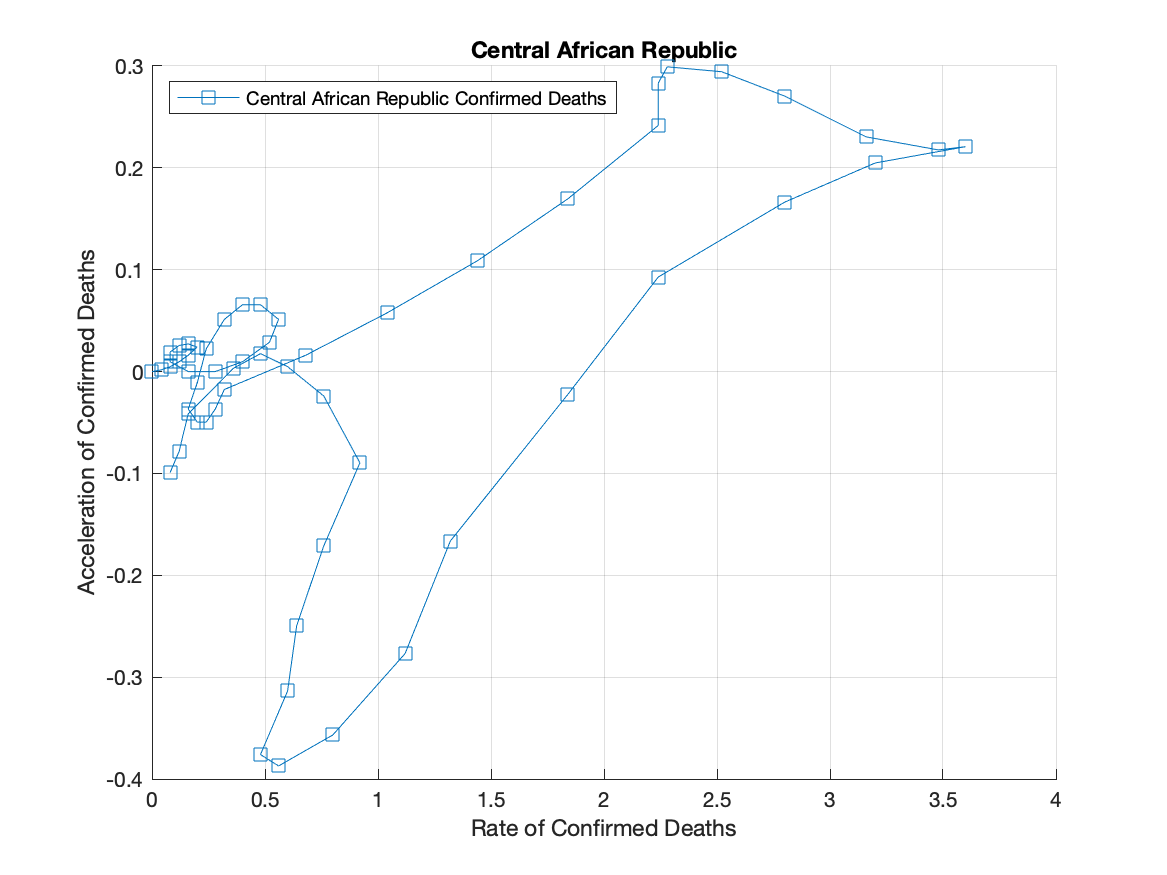 Central African Republic
Central African Republic Confirmed Deaths
0.3
0.2
0.1
0
-0.1
-0.2
-0.3
-0.4
Acceleration of Confirmed Deaths
0 0.5 1 1.5 2 2.5 3 3.5 4
Rate of Confirmed Deaths